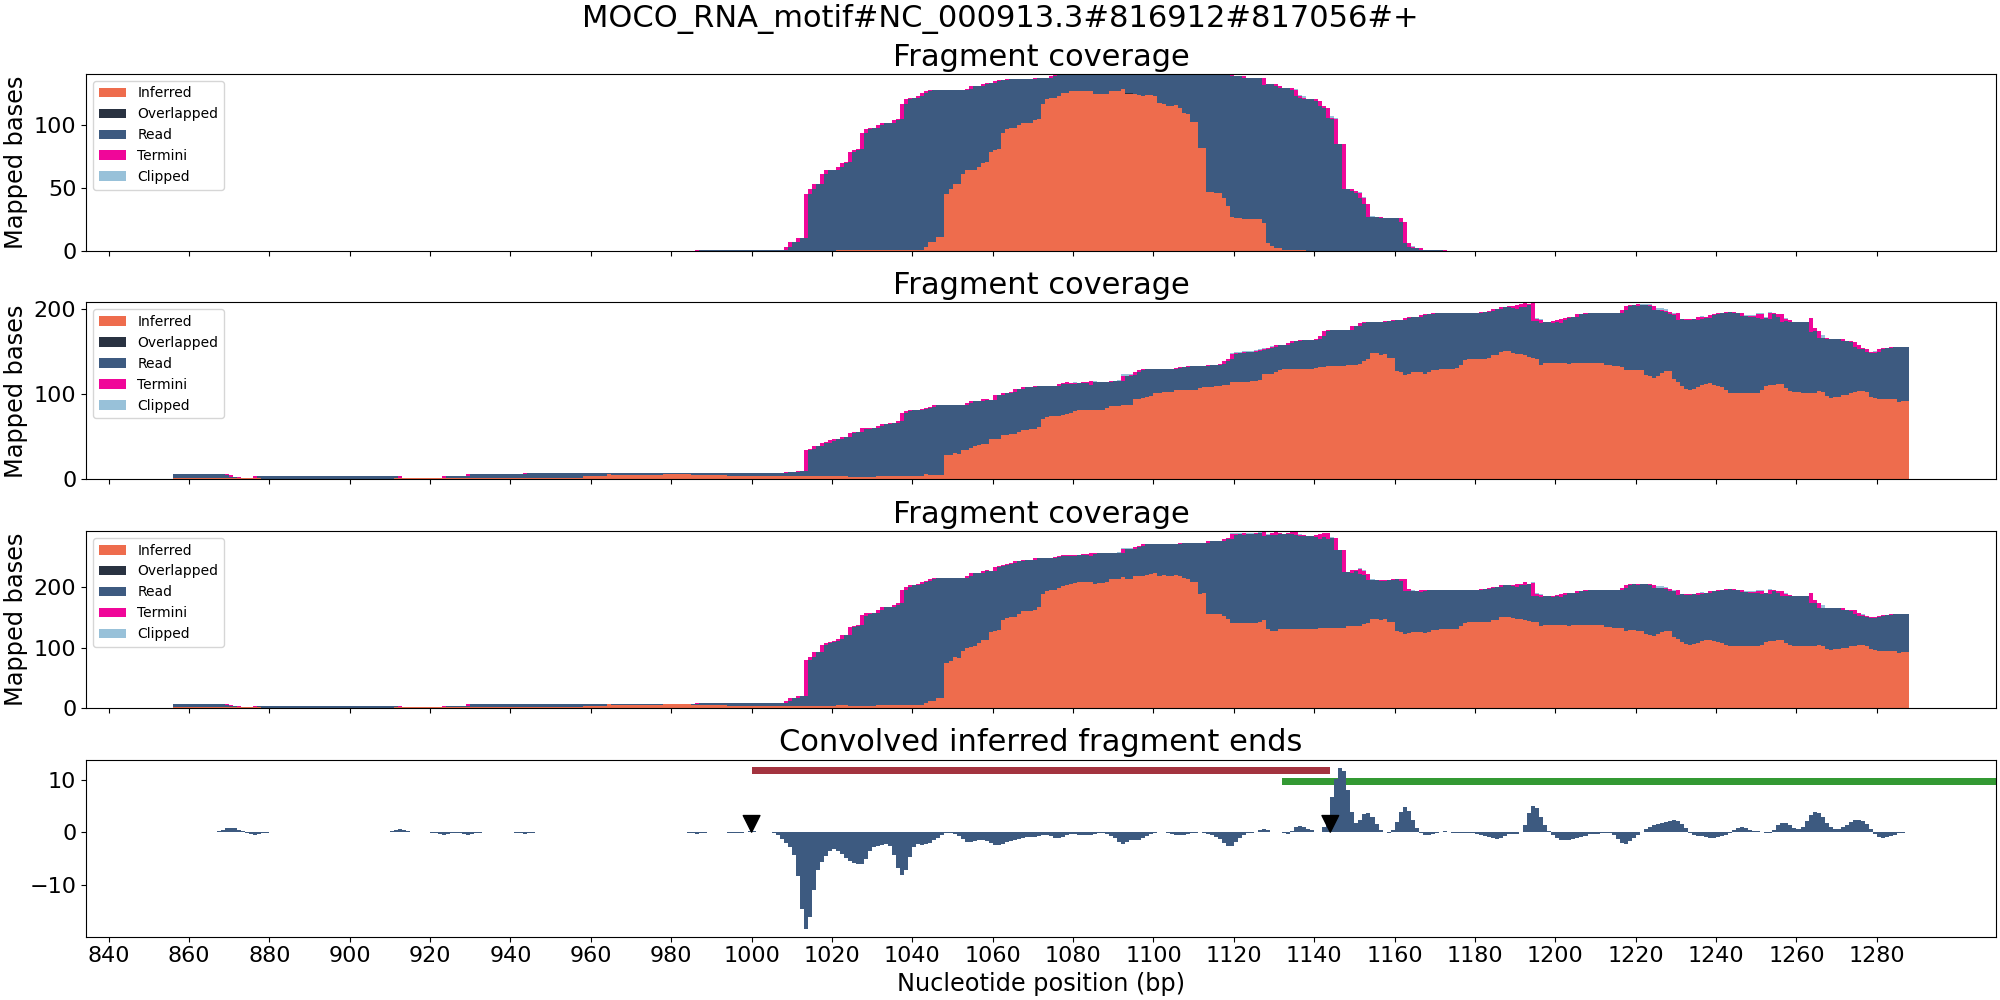 MOCO_RNA_motif#NC_000913.3#816912#817056#+
Fragment coverage
Mapped bases
100
50
0
Inferred
Overlapped
Read
Termini
Clipped
Fragment coverage
Mapped bases
200
100
0
Inferred
Overlapped
Read
Termini
Clipped
Fragment coverage
Mapped bases
200
100
0
Inferred
Overlapped
Read
Termini
Clipped
Convolved inferred fragment ends
10
0
−10
840 860 880 900 920 940 960 980 1000 1020 1040 1060 1080 1100 1120 1140 1160 1180 1200 1220 1240 1260 1280
Nucleotide position (bp)